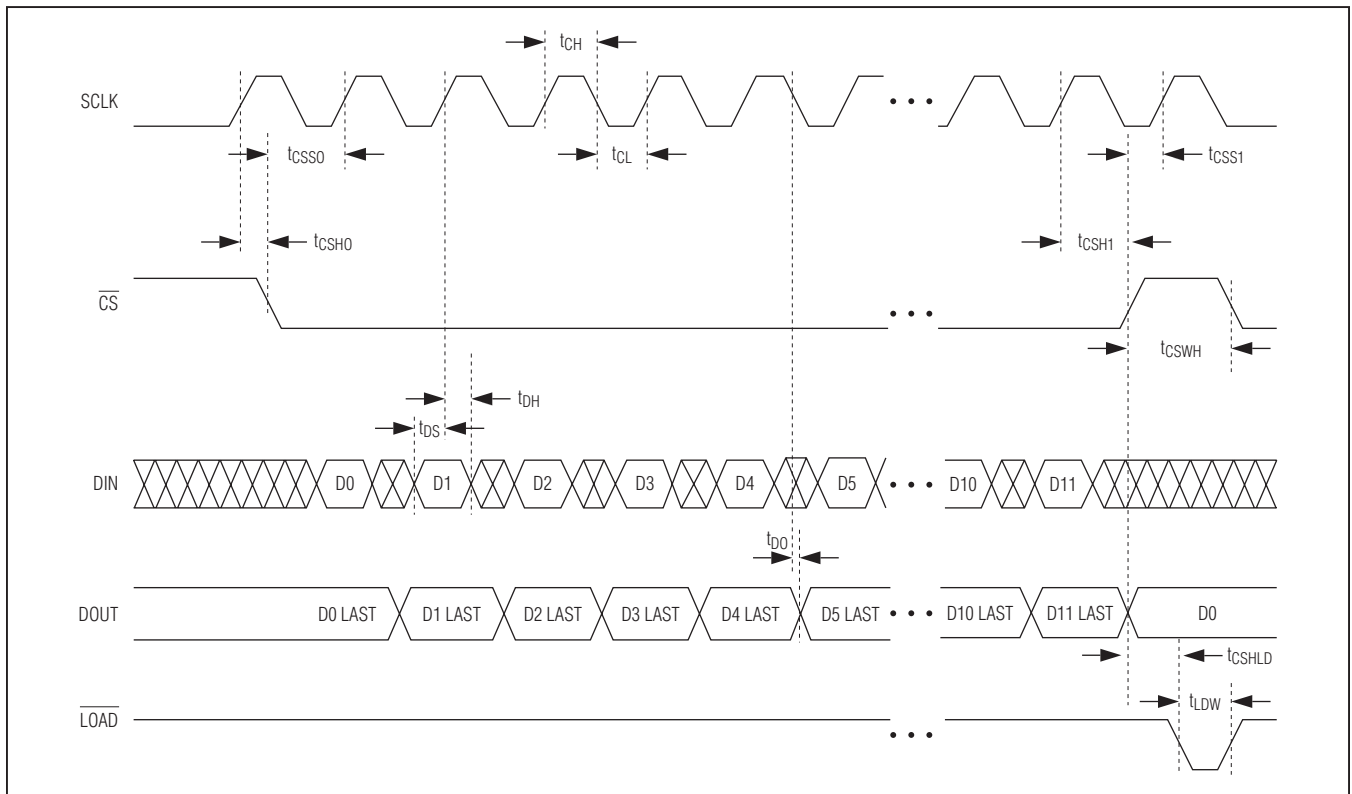 tCH
SCLK
tCSS0
tCL
tCSS1
tCSH0
tCSH1
CS
tCSWH
tDH
tDS
DIN
D0
D1
D2
D3
D4
D5
D10
D11
tDO
DOUT
D0 LAST
D1 LAST
D2 LAST
D3 LAST
D4 LAST
D5 LAST
D10 LAST
D11 LAST
D0
tCSHLD
tLDW
LOAD